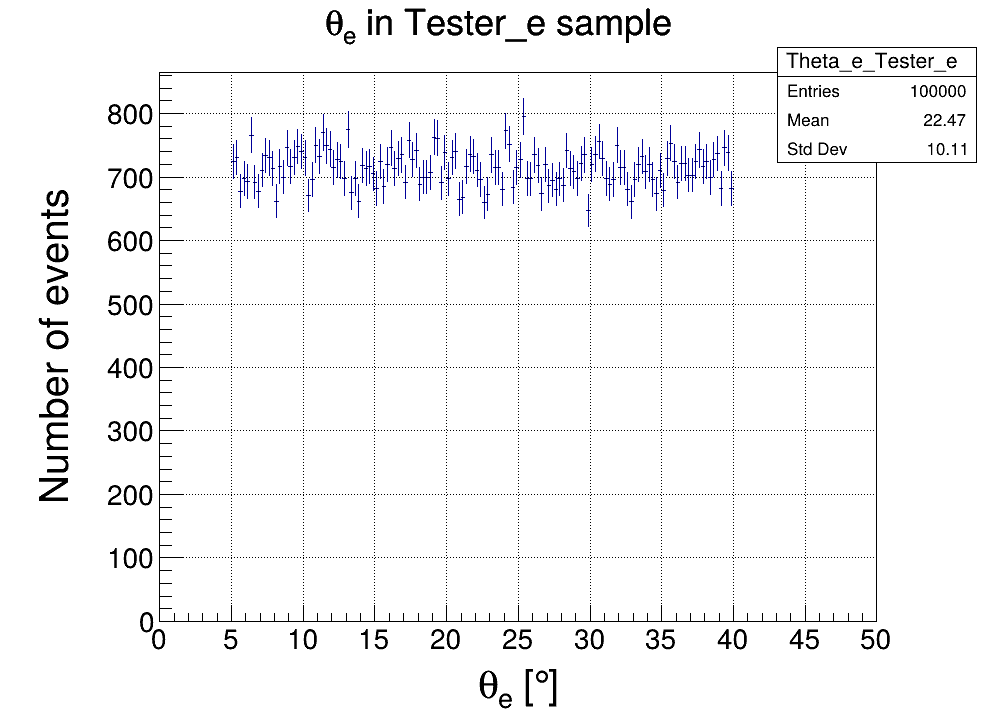 θe in Tester_e sample
Theta_e_Tester_e
Entries 100000
Mean 22.47
Std Dev 10.11
Number of events
800
700
600
500
400
300
200
100
0
0 5 10 15 20 25 30 35 40 45 50
θe [°]